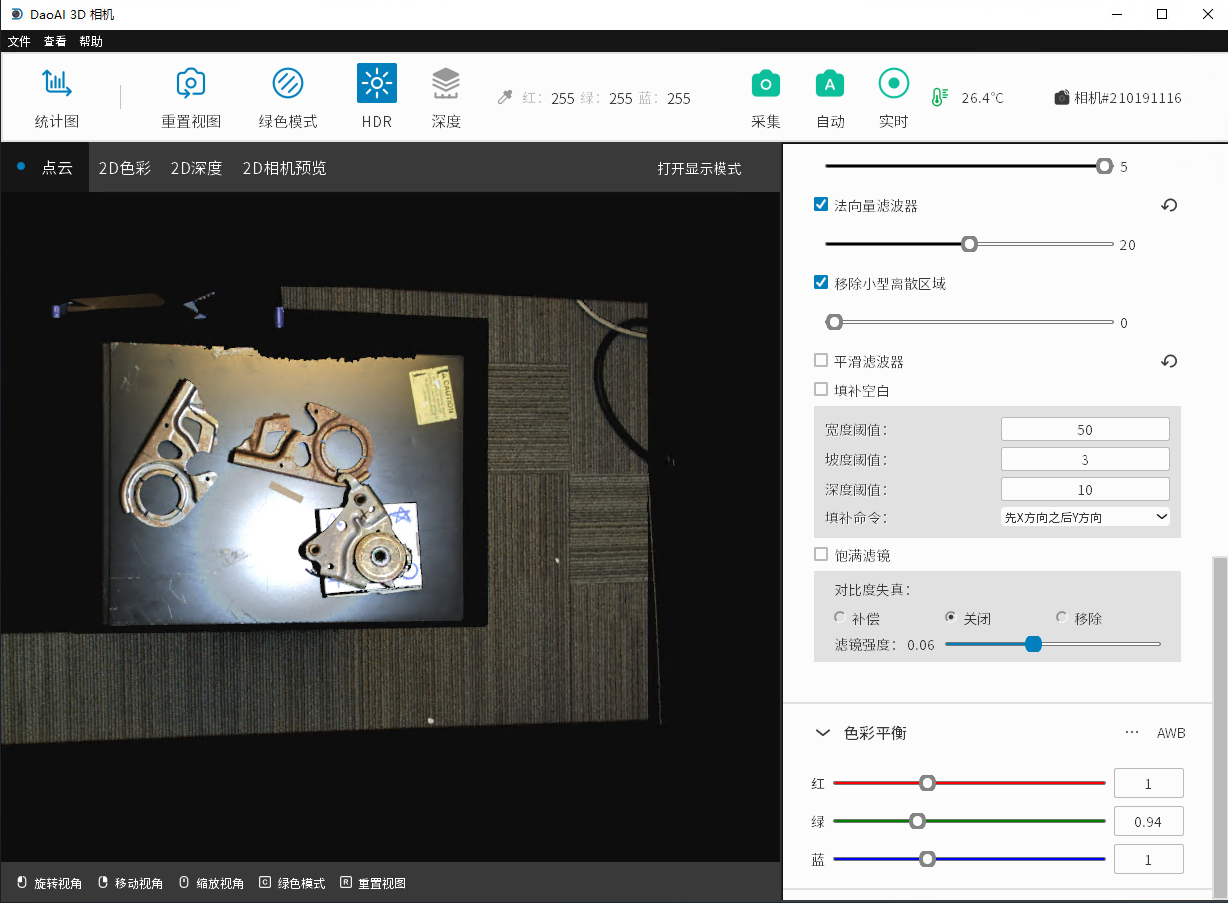 DaoAI 3D 相机
文件 查看 帮助
统计图 重置视图 绿色模式 HDR 深度
红: 255 绿: 255 蓝: 255
采集 自动 实时
26.4℃
相机#210191116
点云 2D色彩 2D深度 2D相机预览 打开显示模式
5
法向量滤波器
20
移除小型离散区域
0
平滑滤波器
填补空白
宽度阈值: 50
坡度阈值: 3
深度阈值: 10
填补命令: 先X方向之后Y方向
饱满滤镜
对比度失真:
补偿 关闭 移除
滤镜强度: 0.06
色彩平衡 ... AWB
红 1
绿 0.94
蓝 1
CAUTION
旋转视角 移动视角 缩放视角 C 绿色模式 R 重置视图